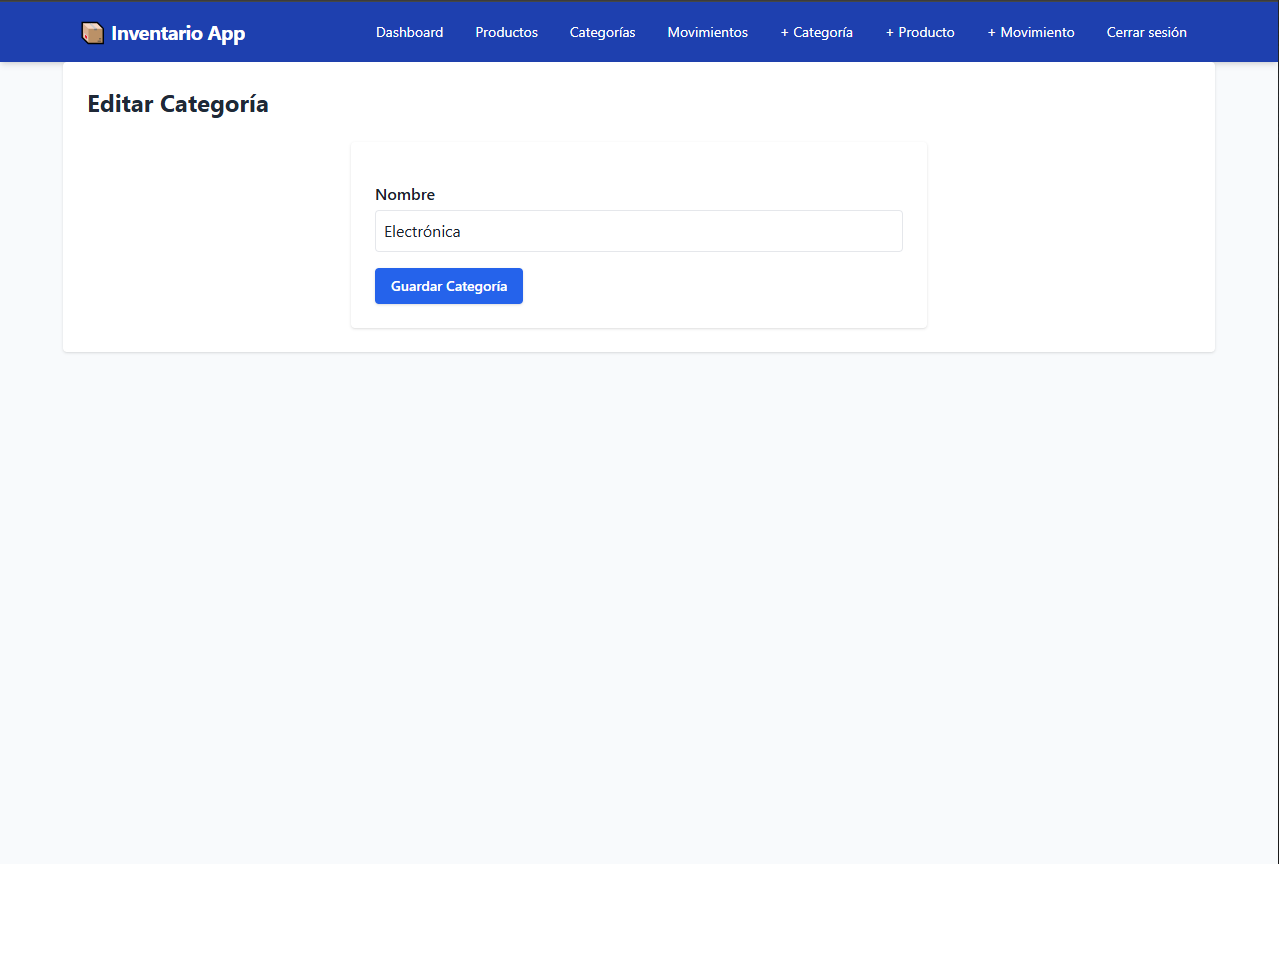 Inventario App Dashboard Productos Categorías Movimientos + Categoría + Producto + Movimiento Cerrar sesión
Editar Categoría
Nombre
Electrónica
Guardar Categoría